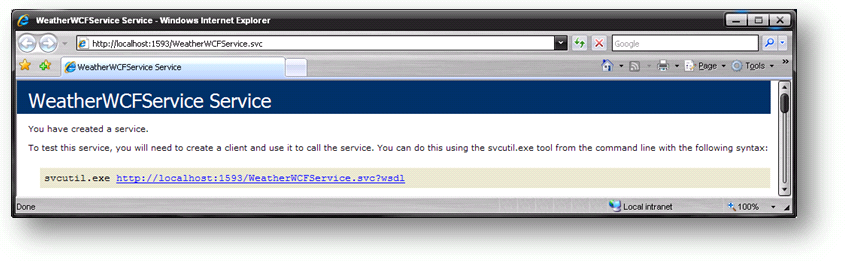 WeatherWCFService Service - Windows Internet Explorer
http://localhost:1593/WeatherWCFService.svc
Google
WeatherWCFService Service
Page
Tools
WeatherWCFService Service
You have created a service.
To test this service, you will need to create a client and use it to call the service. You can do this using the svcutil.exe tool from the command line with the following syntax:
svcutil.exe http://localhost:1593/WeatherWCFService.svc?wsdl
Done
Local intranet
100%